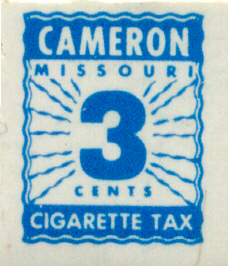 CAMERON
MISSOURI
3
CENTS
CIGARETTE TAX